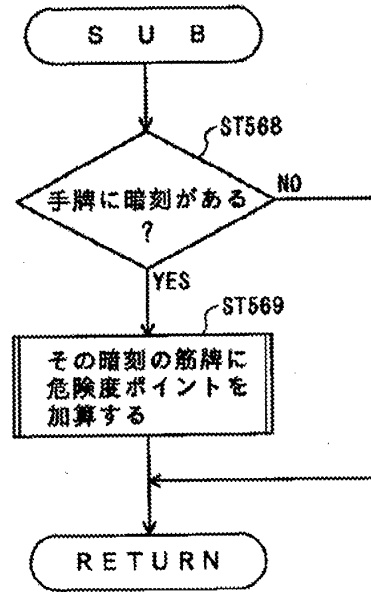 SUB
ST568
手牌に暗刻がある
?
NO
YES
ST569
その暗刻の筋牌に
危険度ポイントを
加算する
RETURN